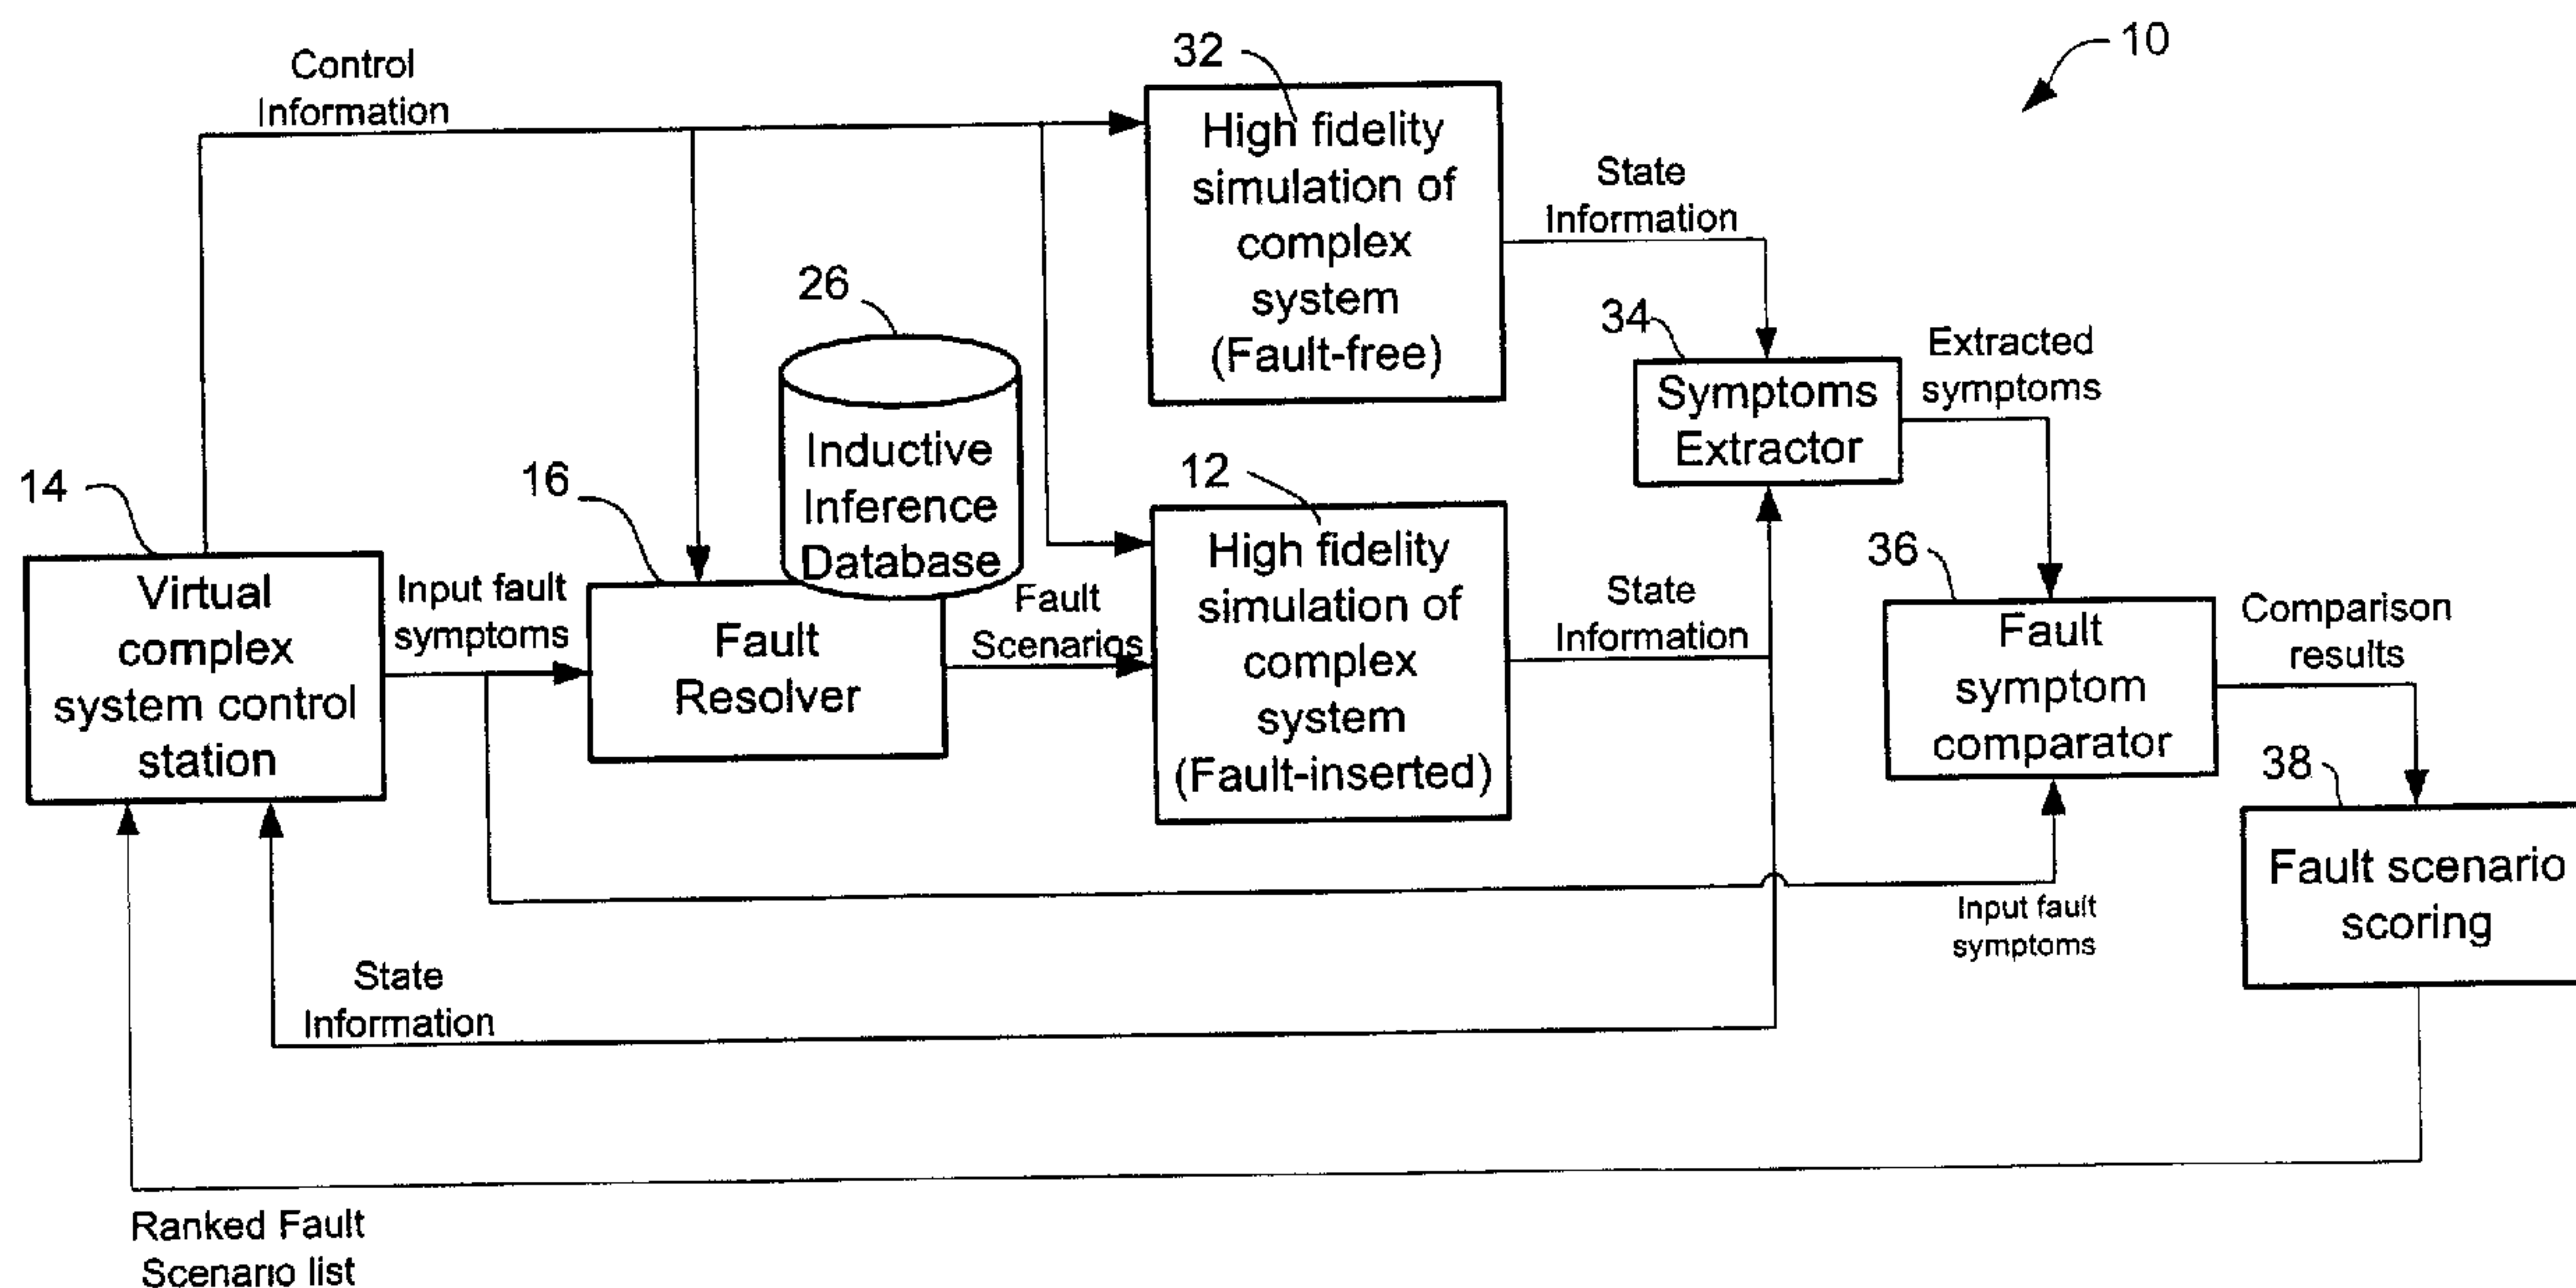 10
Control
Information
32
High fidelity
simulation of
complex
system
(Fault-free)
State
Information
26
Inductive
Inference
Database
34
Symptoms
Extractor
Extracted
symptoms
14
Virtual
complex
system control
station
Input fault
symptoms
16
Fault
Resolver
Fault
Scenarios
12
High fidelity
simulation of
complex
system
(Fault-inserted)
State
Information
36
Fault
symptom
comparator
Comparison
results
38
Fault scenario
scoring
Input fault
symptoms
State
Information
Ranked Fault
Scenario list